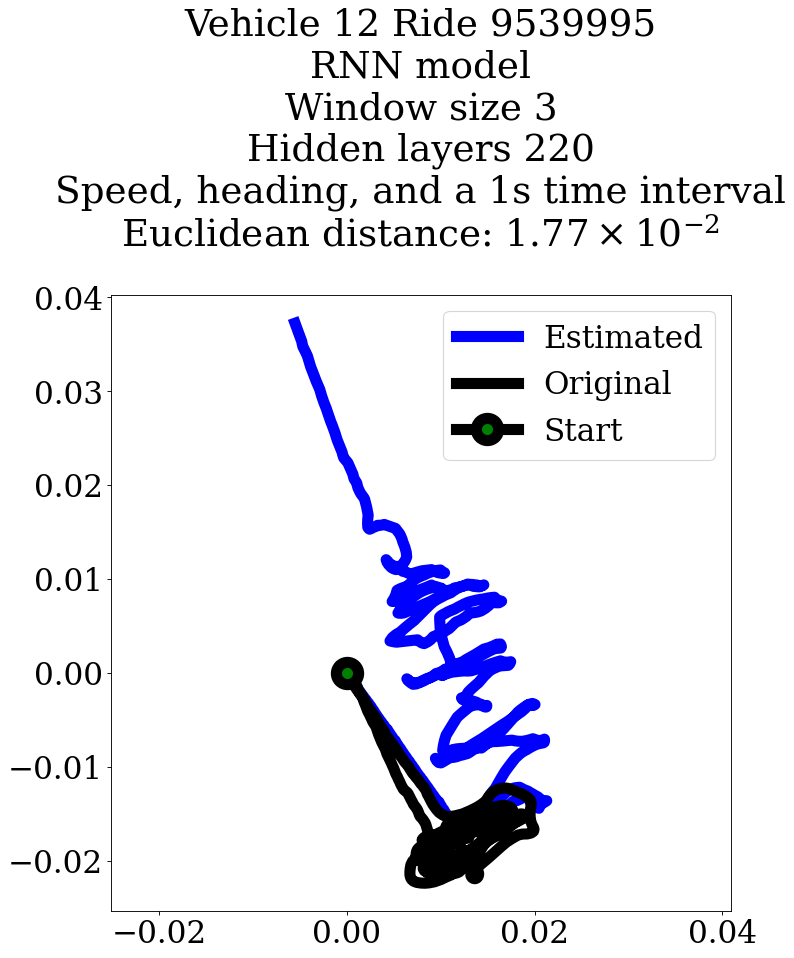 Vehicle 12 Ride 9539995
RNN model
Window size 3
Hidden layers 220
Speed, heading, and a 1s time interval
Euclidean distance: 1.77 × 10⁻²
0.04
0.03
0.02
0.01
0.00
−0.01
−0.02
Estimated
Original
Start
−0.02
0.00
0.02
0.04